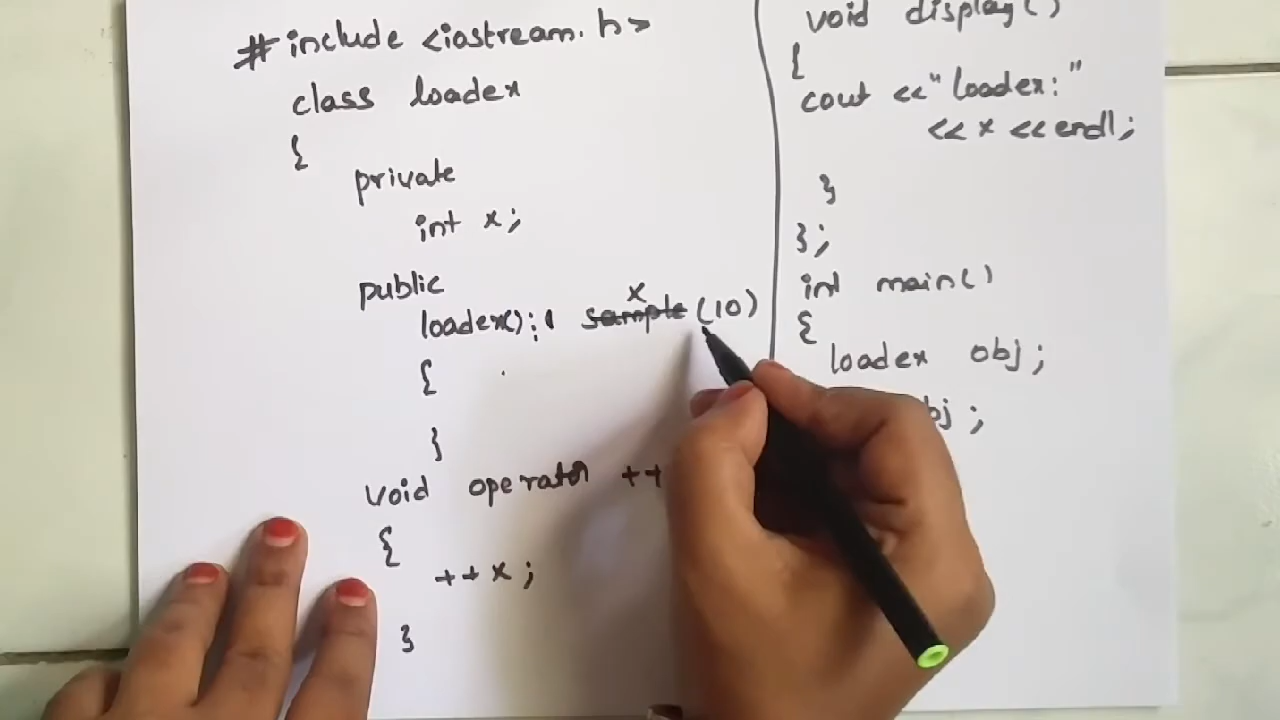 #include <iostream.h>
class loadex
{
private
int x;
public
loadex(); x (10)
{
}
void operator ++
{
++x;
}
void display()
{
cout <<"loadex:"
<< x <<endl;
}
};
int main()
{
loadex obj;
bj;